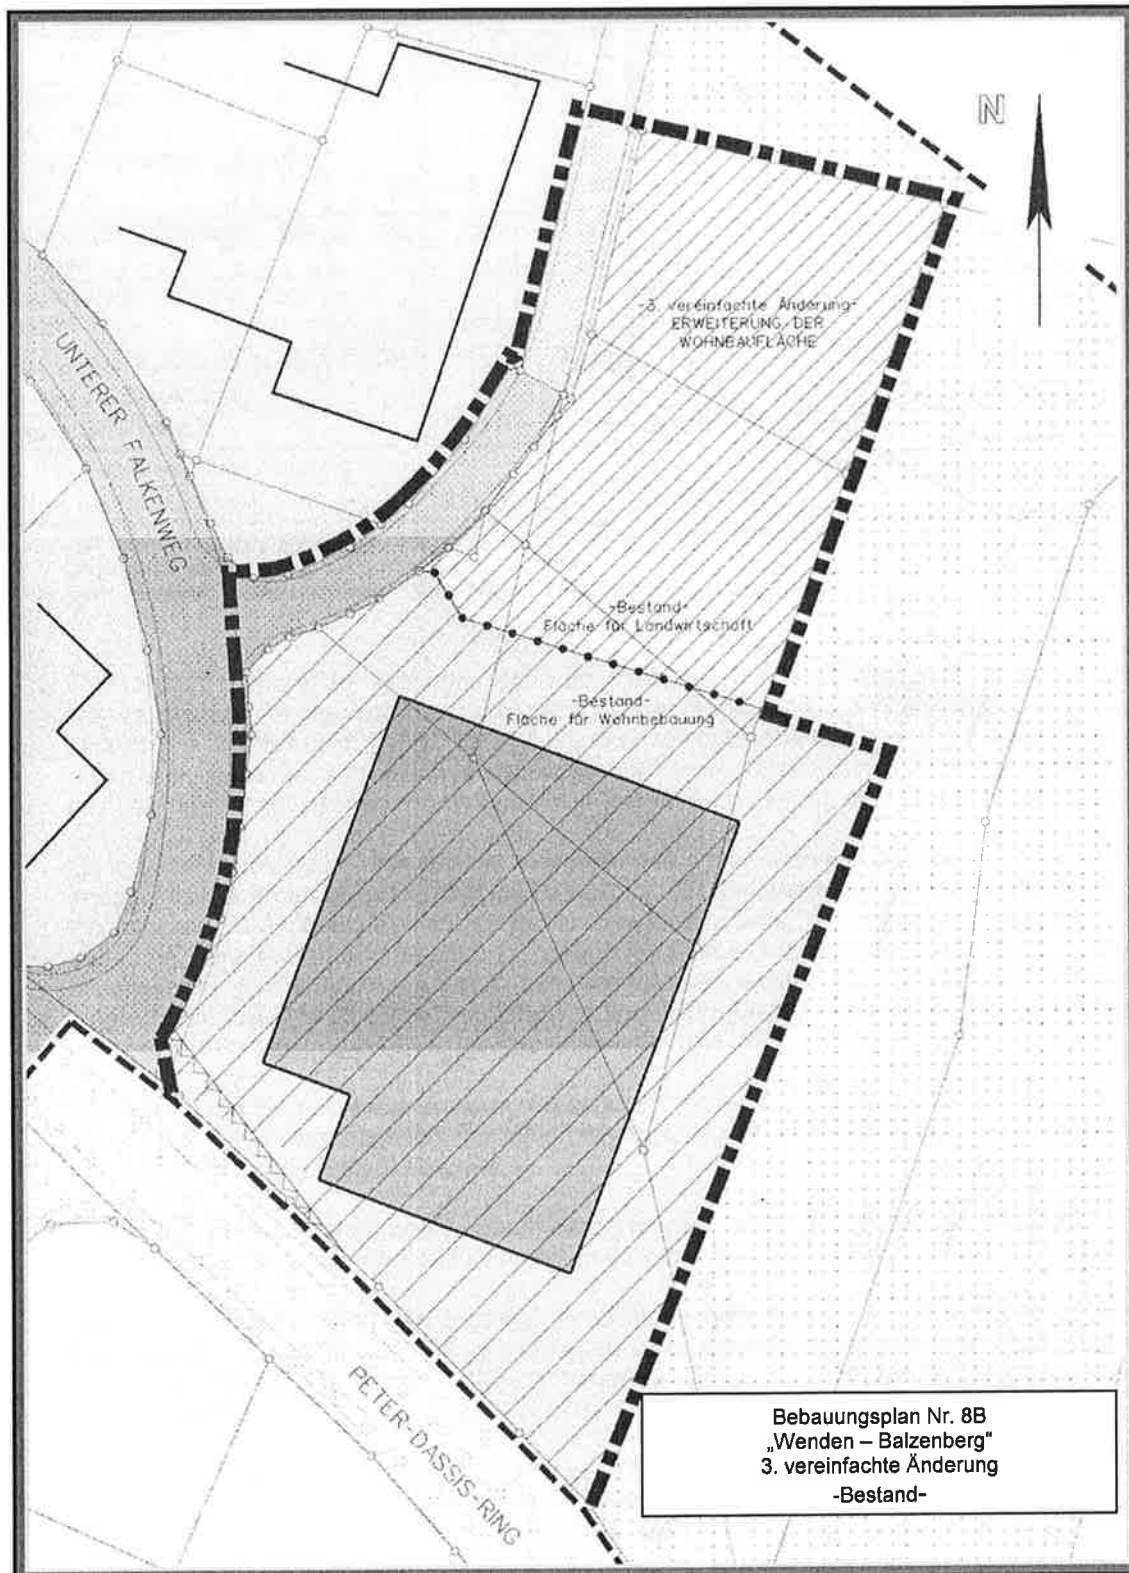 N
-3. vereinfachte Änderung-
ERWEITERUNG DER
WOHNBAUFLÄCHE
UNTERER FALKENWEG
-Bestand-
Fläche für Landwirtschaft
-Bestand-
Fläche für Wohnbebauung
PETER-DASSIS-RING
Bebauungsplan Nr. 8B
„Wenden – Balzenberg“
3. vereinfachte Änderung
-Bestand-